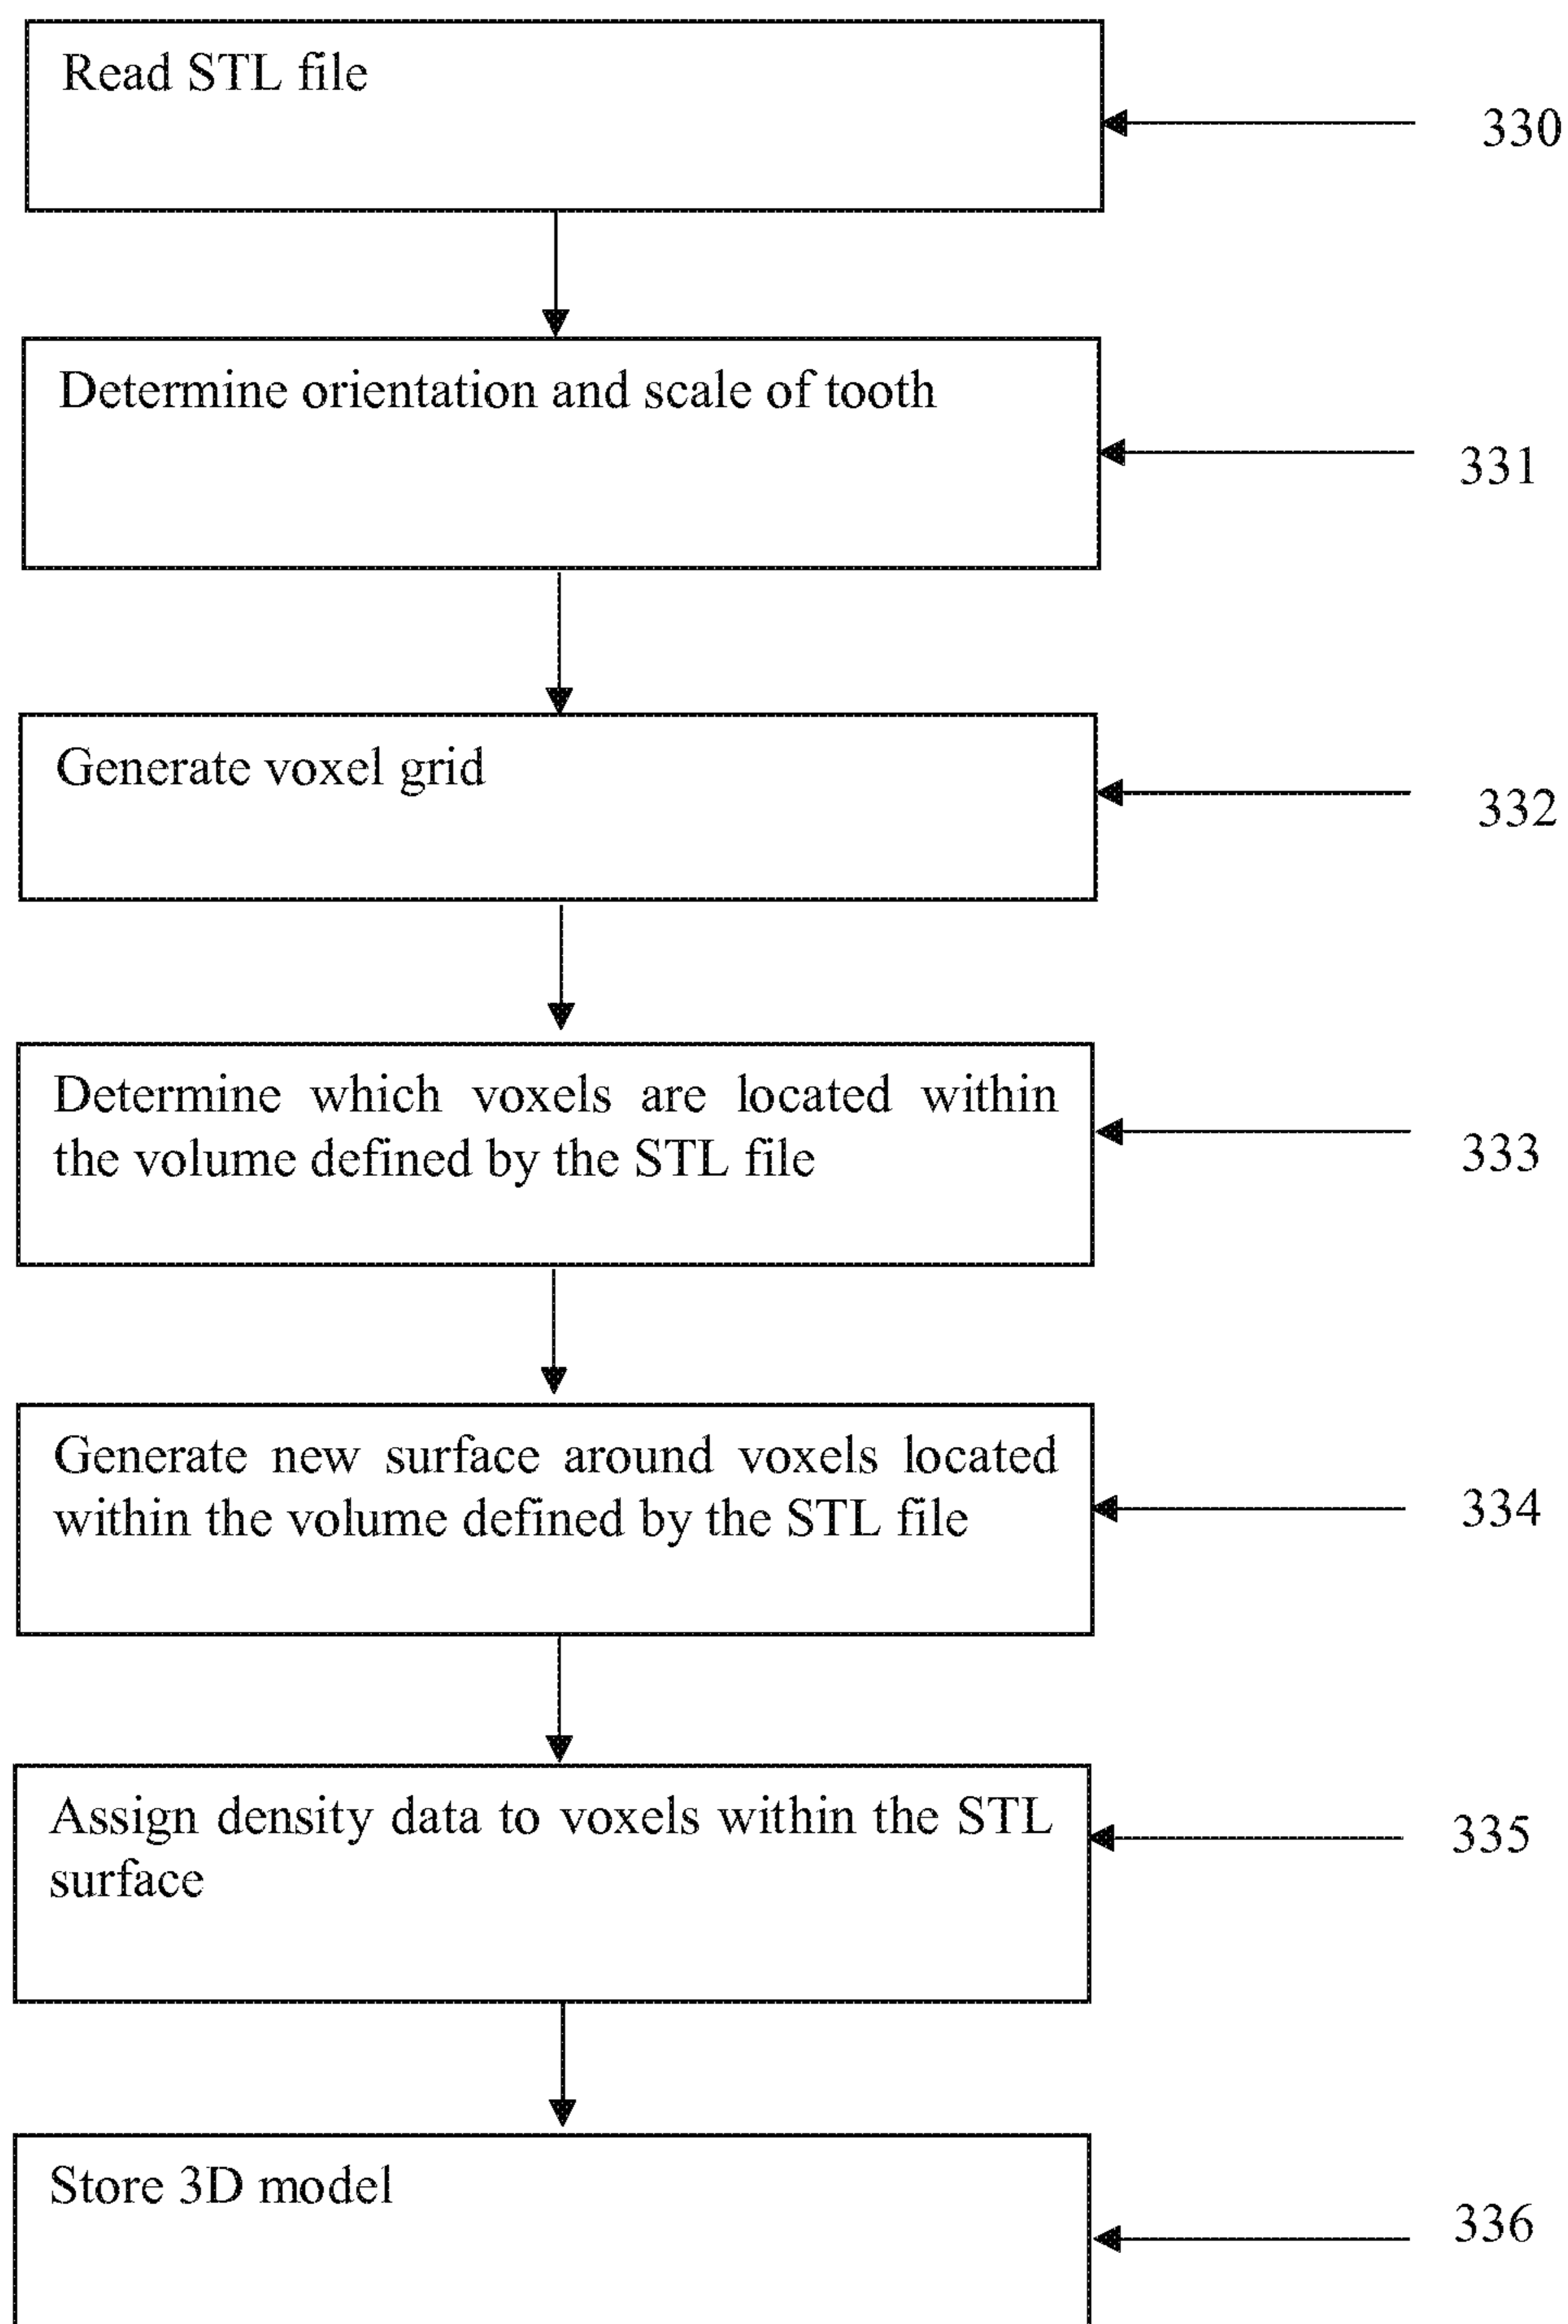 Read STL file
330
Determine orientation and scale of tooth
331
Generate voxel grid
332
Determine which voxels are located within
the volume defined by the STL file
333
Generate new surface around voxels located
within the volume defined by the STL file
334
Assign density data to voxels within the STL
surface
335
Store 3D model
336